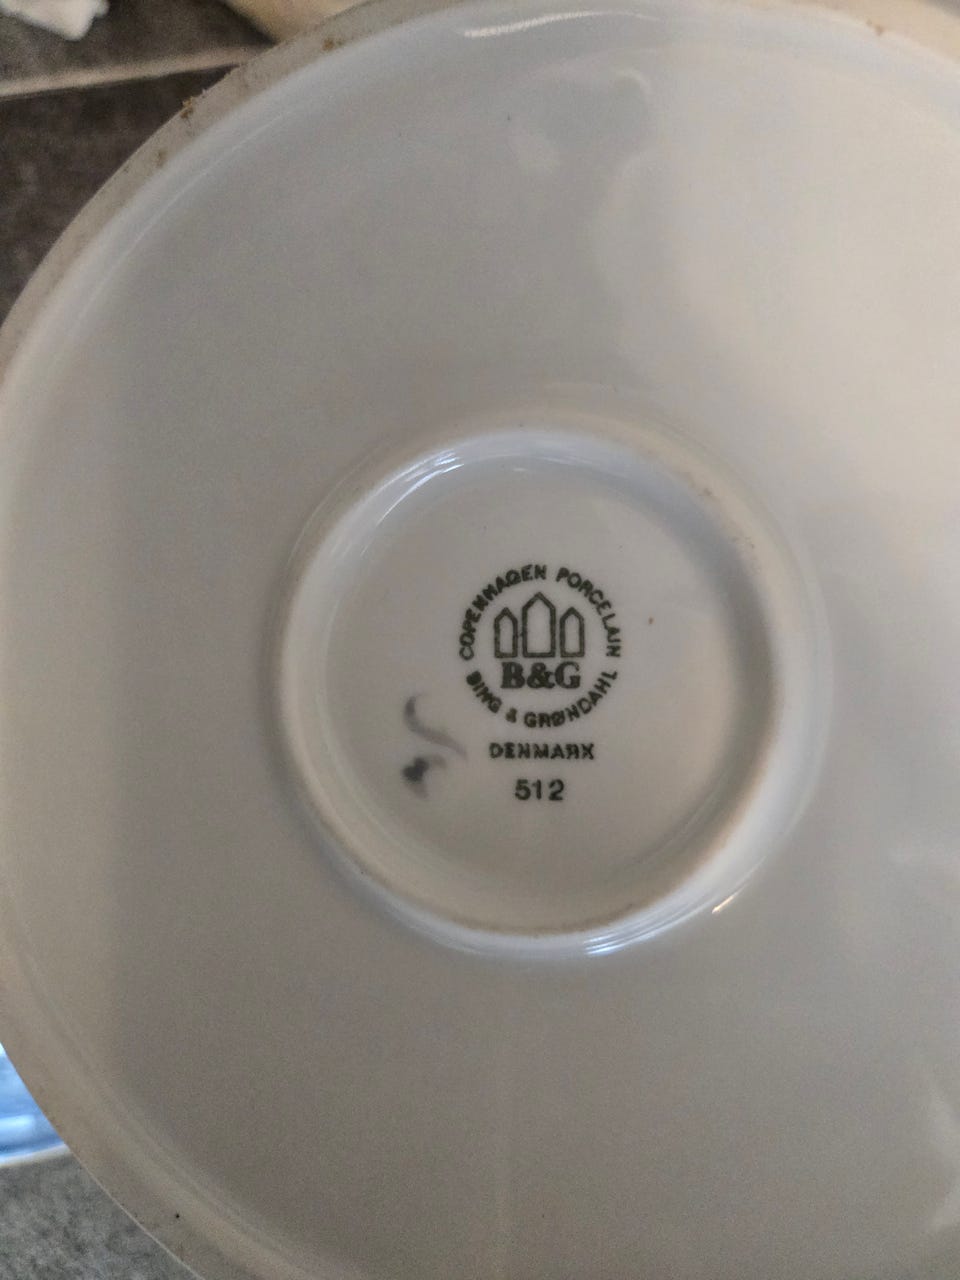 COPENHAGEN PORCELAIN
B&G
BING & GRØNDAHL
DENMARK
512